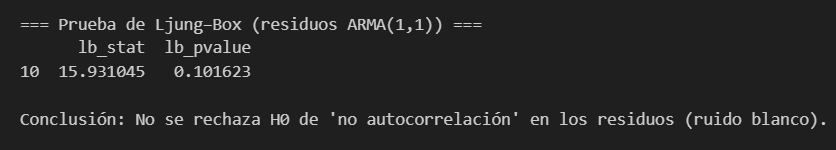 === Prueba de Ljung–Box (residuos ARMA(1,1)) ===
lb_stat lb_pvalue
10 15.931045 0.101623
Conclusión: No se rechaza H0 de 'no autocorrelación' en los residuos (ruido blanco).